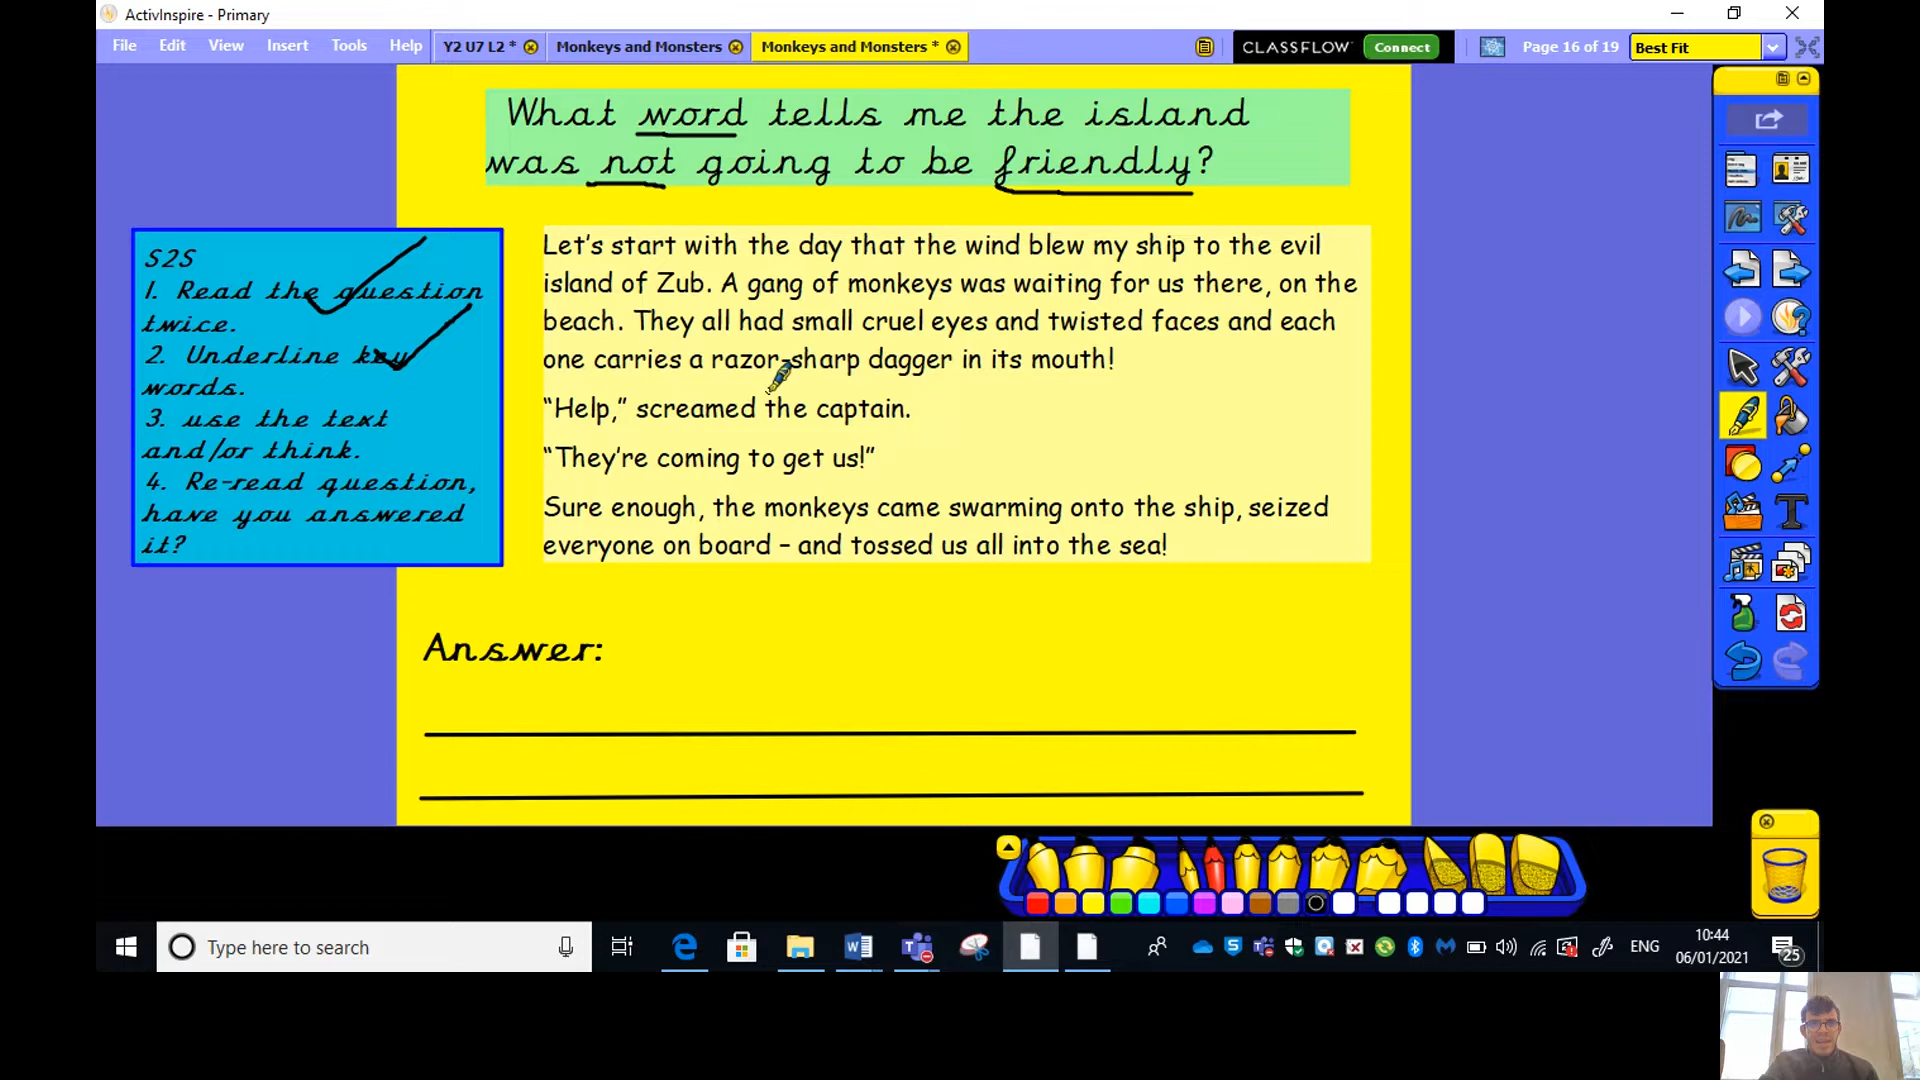 ActivInspire - Primary
File Edit View Insert Tools Help Y2 U7 L2 * Monkeys and Monsters Monkeys and Monsters * CLASSFLOW Connect Page 16 of 19 Best Fit
What word tells me the island
was not going to be friendly?
S2S
1. Read the question
twice.
2. Underline key
words.
3. use the text
and/or think.
4. Re-read question,
have you answered
it?
Let's start with the day that the wind blew my ship to the evil
island of Zub. A gang of monkeys was waiting for us there, on the
beach. They all had small cruel eyes and twisted faces and each
one carries a razor-sharp dagger in its mouth!
“Help,” screamed the captain.
“They're coming to get us!”
Sure enough, the monkeys came swarming onto the ship, seized
everyone on board – and tossed us all into the sea!
Answer:
Type here to search
ENG
10:44
06/01/2021
25